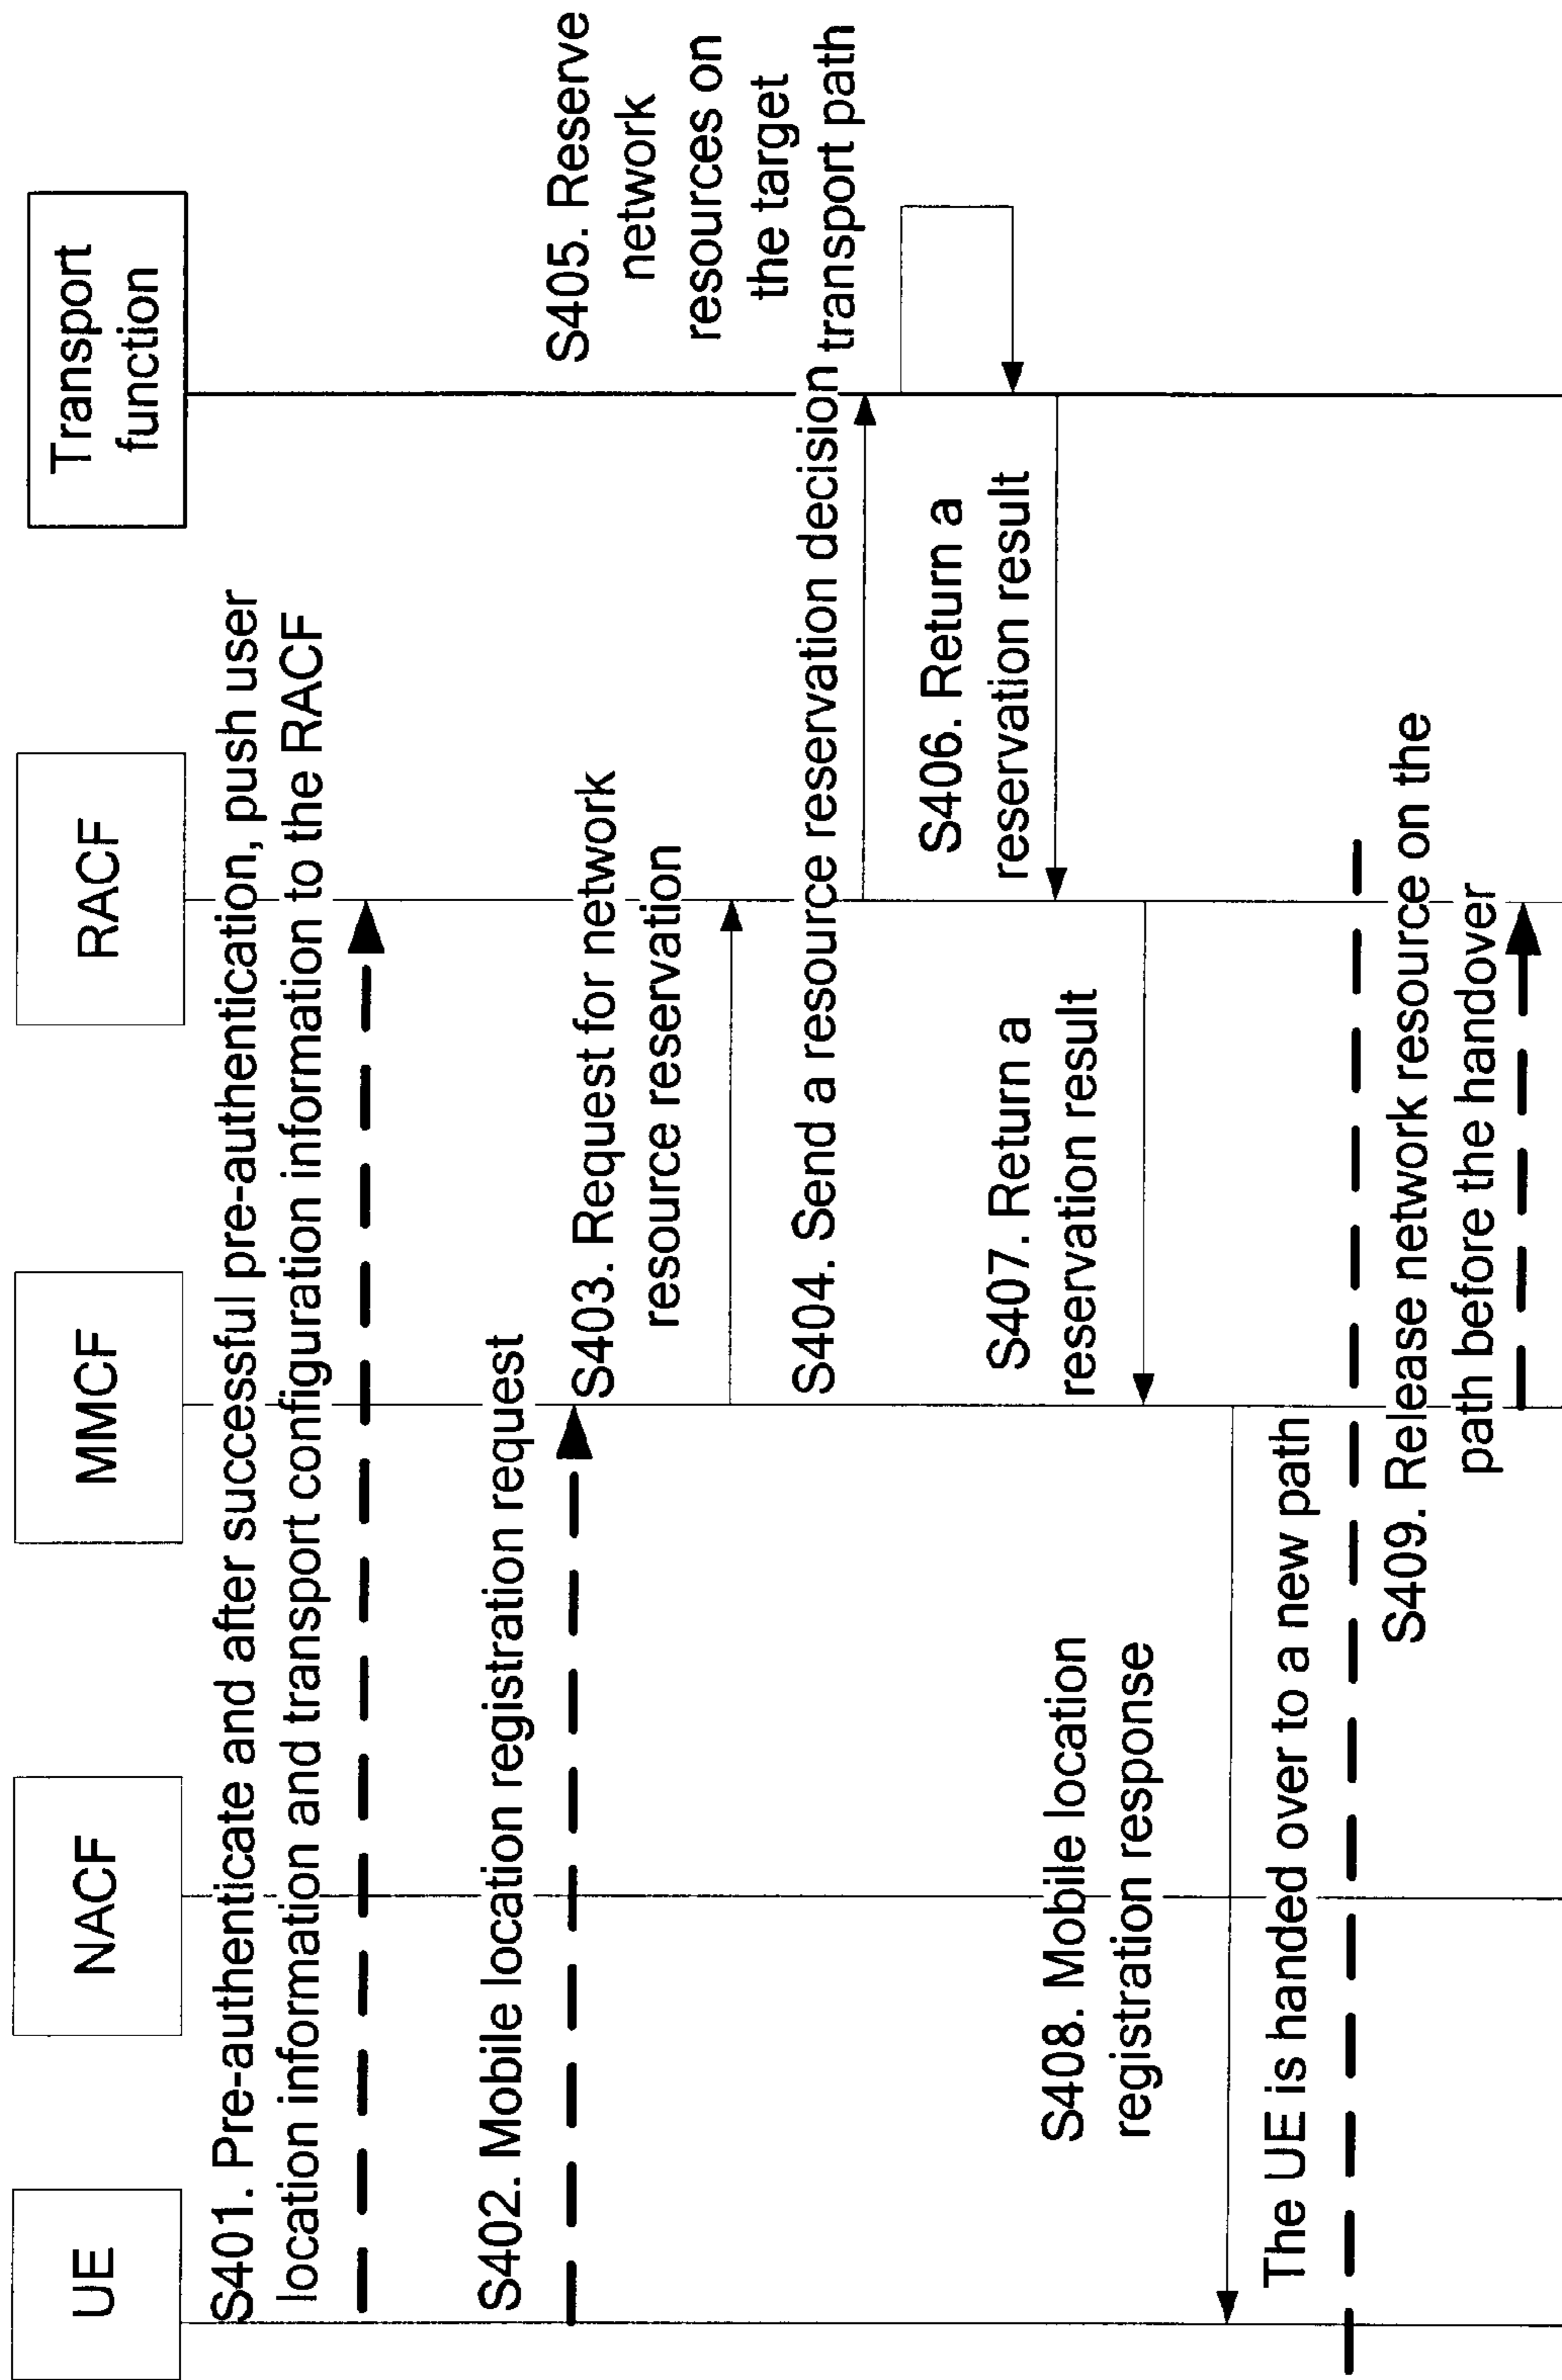 UE
NACF
MMCF
RACF
Transport
function
S401. Pre-authenticate and after successful pre-authentication, push user
location information and transport configuration information to the RACF
S402. Mobile location registration request
S403. Request for network
resource reservation
S404. Send a resource reservation decision
S405. Reserve
network
resources on
the target
transport path
S406. Return a
reservation result
S407. Return a
reservation result
S408. Mobile location
registration response
The UE is handed over to a new path
S409. Release network resource on the
path before the handover